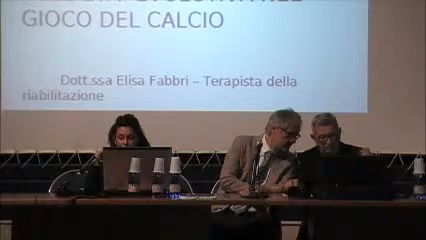 GIOCO DEL CALCIO
Dott.ssa Elisa Fabbri – Terapista della
riabilitazione